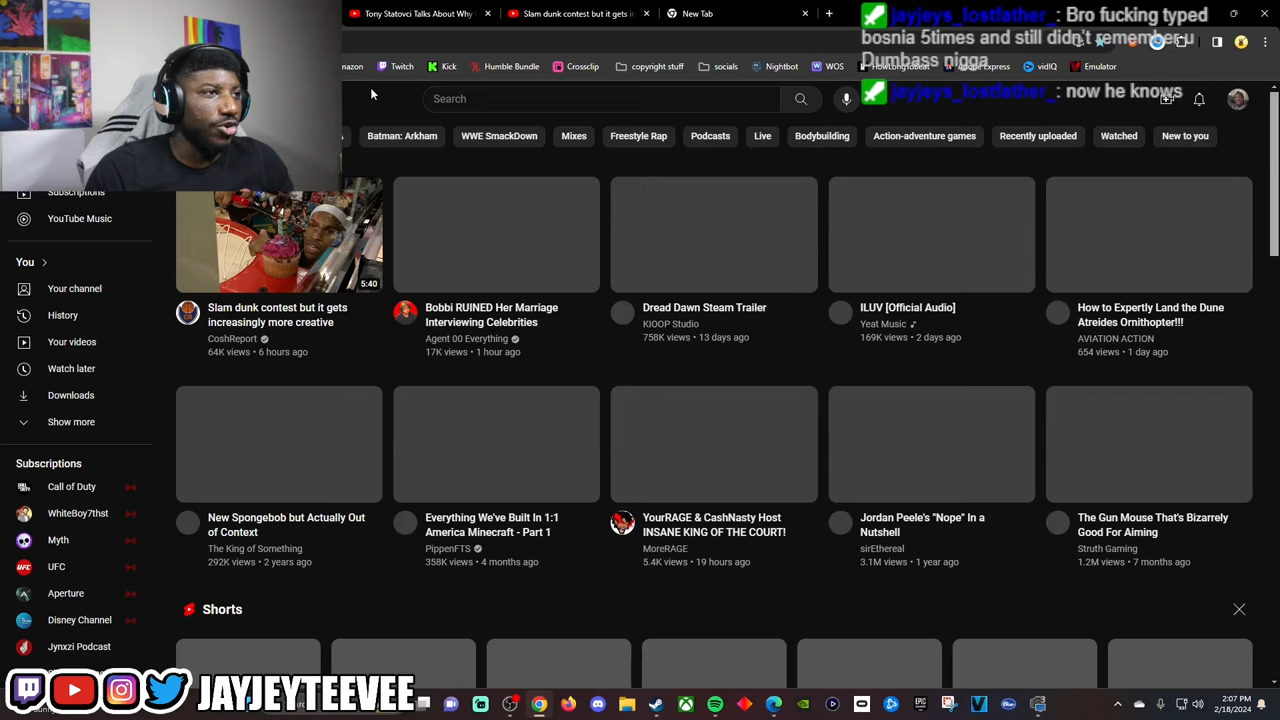 Tony Statovci Talks About Why
Slam dunk contest but it gets i
New Tab
jayjeys_lostfather_: Bro fucking typed
bosnia 5times and still didn't remember u
Dumbass nigga
jayjeys_lostfather_: now he knows
Twitch
Kick
Humble Bundle
Crossclip
copyright stuff
socials
Nightbot
WOS
HowLongToBeat
Adobe Express
vidIQ
Emulator
Search
Batman: Arkham
WWE SmackDown
Mixes
Freestyle Rap
Podcasts
Live
Bodybuilding
Action-adventure games
Recently uploaded
Watched
New to you
Subscriptions
YouTube Music
You
Your channel
History
Your videos
Watch later
Downloads
Show more
Subscriptions
Call of Duty
WhiteBoy7thst
Myth
UFC
Aperture
Disney Channel
Jynxzi Podcast
5:40
Slam dunk contest but it gets
increasingly more creative
CoshReport
64K views • 6 hours ago
Bobbi RUINED Her Marriage
Interviewing Celebrities
Agent 00 Everything
17K views • 1 hour ago
Dread Dawn Steam Trailer
KIOOP Studio
758K views • 13 days ago
ILUV [Official Audio]
Yeat Music
169K views • 2 days ago
How to Expertly Land the Dune
Atreides Ornithopter!!!
AVIATION ACTION
654 views • 1 day ago
New Spongebob but Actually Out
of Context
The King of Something
292K views • 2 years ago
Everything We've Built In 1:1
America Minecraft - Part 1
PippenFTS
358K views • 4 months ago
YourRAGE & CashNasty Host
INSANE KING OF THE COURT!
MoreRAGE
5.4K views • 19 hours ago
Jordan Peele's "Nope" In a
Nutshell
sirEthereal
3.1M views • 1 year ago
The Gun Mouse That's Bizarrely
Good For Aiming
Struth Gaming
1.2M views • 7 months ago
Shorts
JAYJEYTEEVEE
2:07 PM
2/18/2024